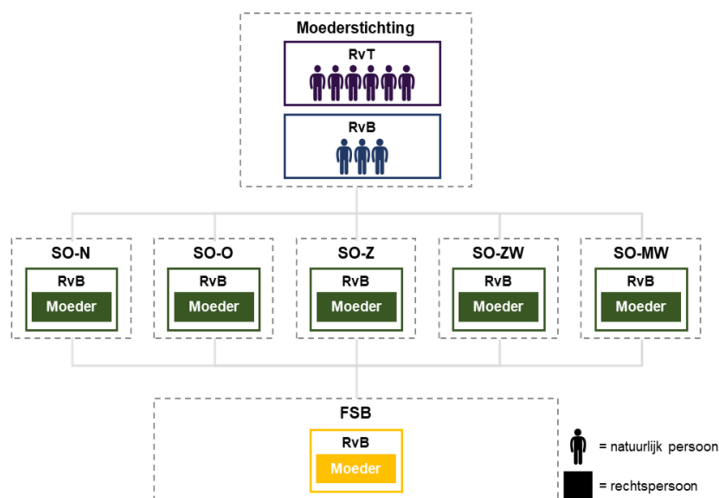 Moederstichting
RvT
RvB
SO-N
SO-O
SO-Z
SO-ZW
SO-MW
RvB
RvB
RvB
RvB
RvB
Moeder
Moeder
Moeder
Moeder
Moeder
FSB
RvB
Moeder
= natuurlijk persoon
= rechtspersoon